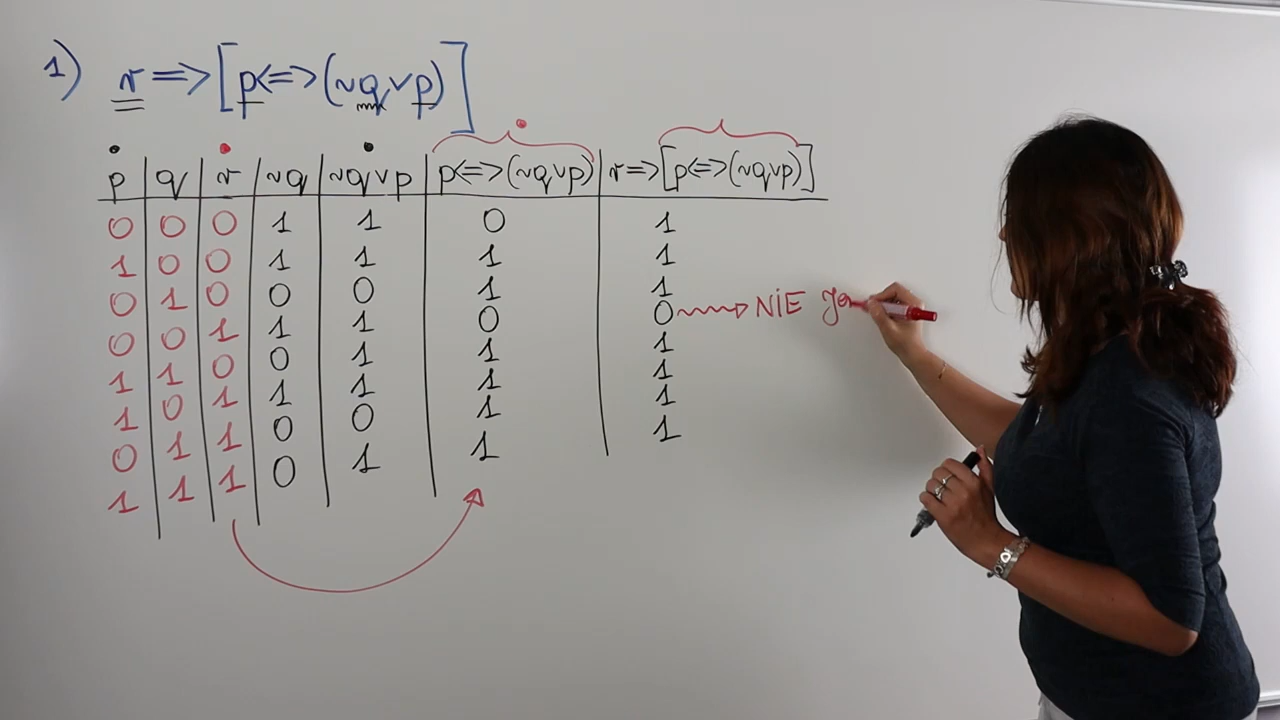 1) r => [p <=> (~q ∨ p)]
p | q | r | ~q | ~q ∨ p | p <=> (~q ∨ p) | r => [p <=> (~q ∨ p)]
0 | 0 | 0 | 1 | 1 | 0 | 1
1 | 0 | 0 | 1 | 1 | 1 | 1
0 | 1 | 0 | 0 | 0 | 1 | 1
0 | 0 | 1 | 1 | 1 | 0 | 0 NIE Je
1 | 1 | 0 | 0 | 1 | 1 | 1
1 | 0 | 1 | 1 | 1 | 1 | 1
0 | 1 | 1 | 0 | 0 | 1 | 1
1 | 1 | 1 | 0 | 1 | 1 | 1